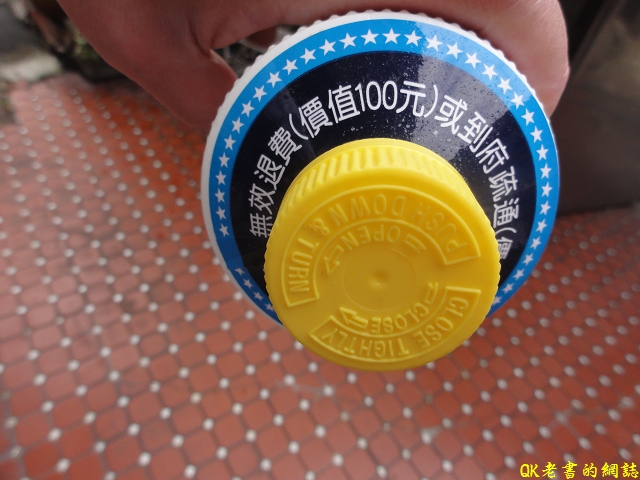 無效退費(價值100元)或到府疏通(
PUSH DOWN & TURN
OPEN
CLOSE
CLOSE TIGHTLY
QK老書的網誌